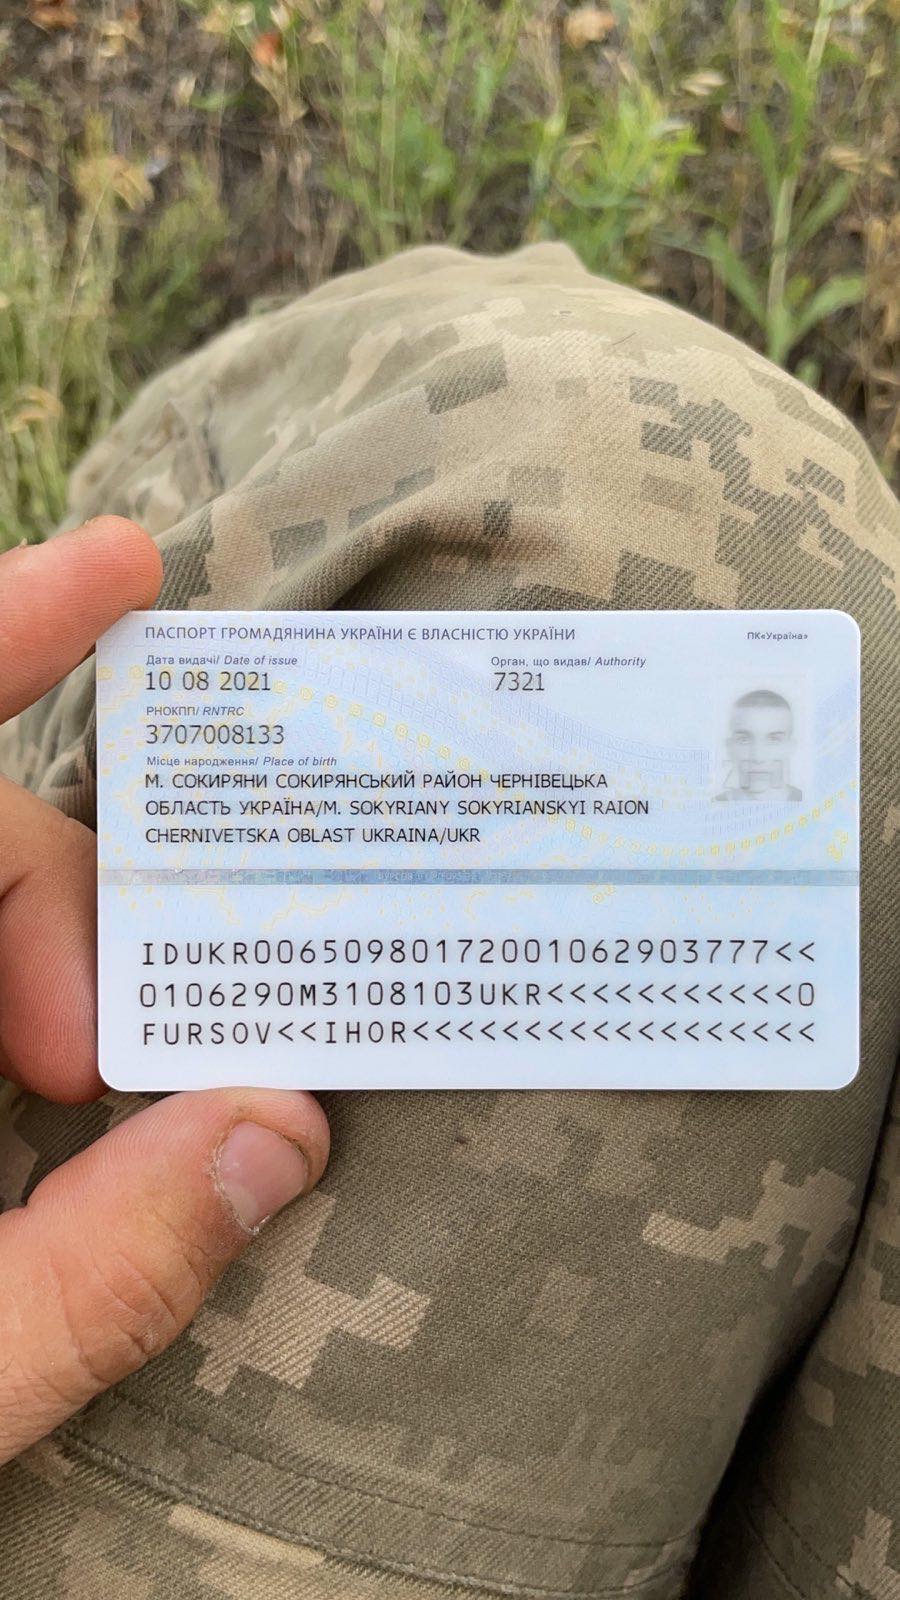 ПАСПОРТ ГРОМАДЯНИНА УКРАЇНИ Є ВЛАСНІСТЮ УКРАЇНИ
ПК«Україна»
Дата видачі/ Date of issue
10 08 2021
Орган, що видав/ Authority
7321
РНОКПП/ RNTRC
3707008133
Місце народження/ Place of birth
М. СОКИРЯНИ СОКИРЯНСЬКИЙ РАЙОН ЧЕРНІВЕЦЬКА
ОБЛАСТЬ УКРАЇНА/M. SOKYRIANY SOKYRIANSKYI RAION
CHERNIVETSKA OBLAST UKRAINA/UKR
IDUKR00650980172001062903777<<
0106290M3108103UKR<<<<<<<<<<<0
FURSOV<<IHOR<<<<<<<<<<<<<<<<<<